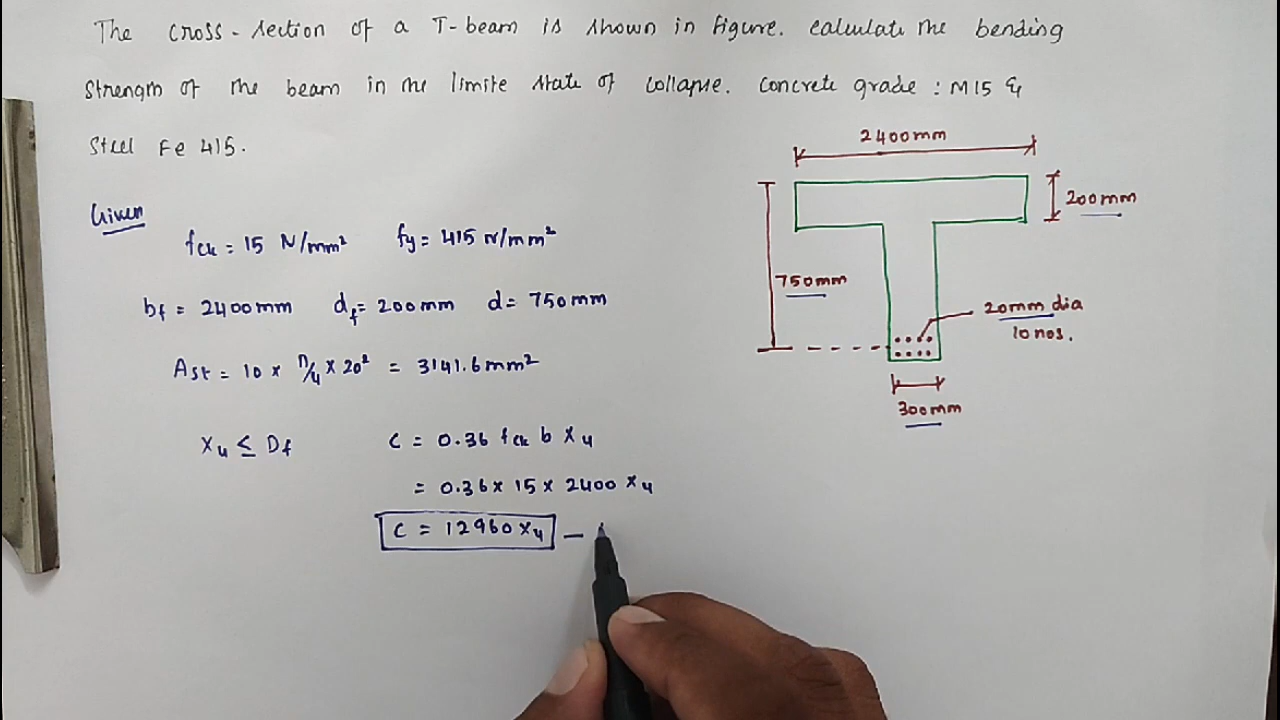 The cross-section of a T-beam is shown in figure. calculate the bending
strength of the beam in the limite state of collapse. Concrete grade : M15 &
Steel Fe 415.
2400mm
200mm
750mm
20mm dia
10 nos.
300mm
Given
fck = 15 N/mm² fy = 415 N/mm²
bf = 2400mm df = 200mm d = 750mm
Ast = 10 × π/4 × 20² = 3141.6mm²
xu ≤ Df C = 0.36 fck b xu
= 0.36 × 15 × 2400 xu
C = 12960 xu —